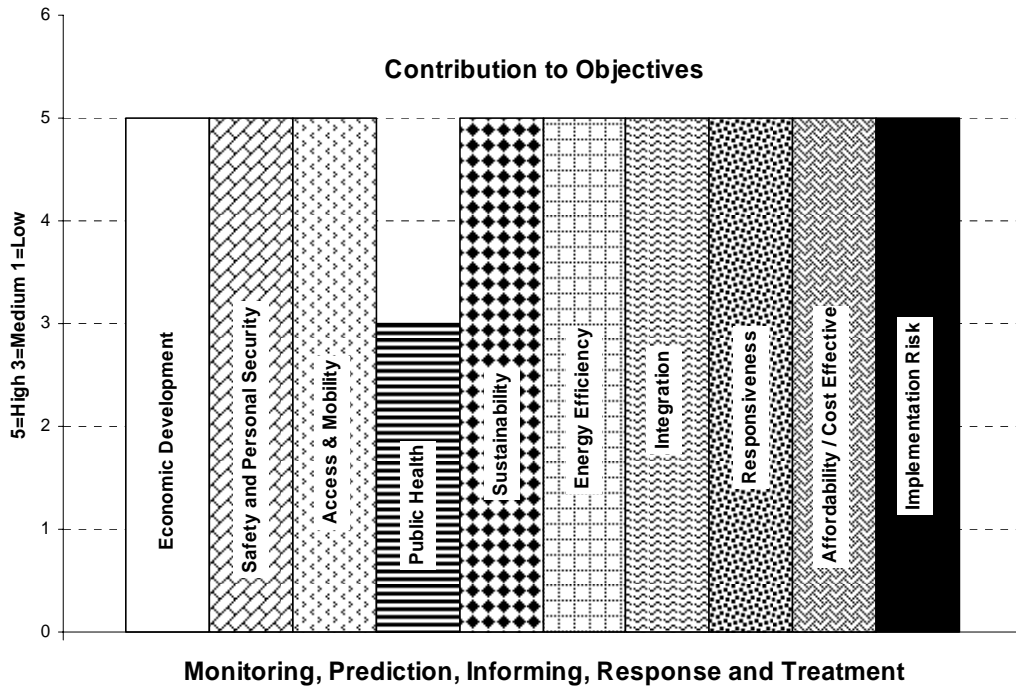 Contribution to Objectives
5=High 3=Medium 1=Low
6
5
4
3
2
1
0
Economic Development
Safety and Personal Security
Access & Mobility
Public Health
Sustainability
Energy Efficiency
Integration
Responsiveness
Affordability / Cost Effective
Implementation Risk
Monitoring, Prediction, Informing, Response and Treatment